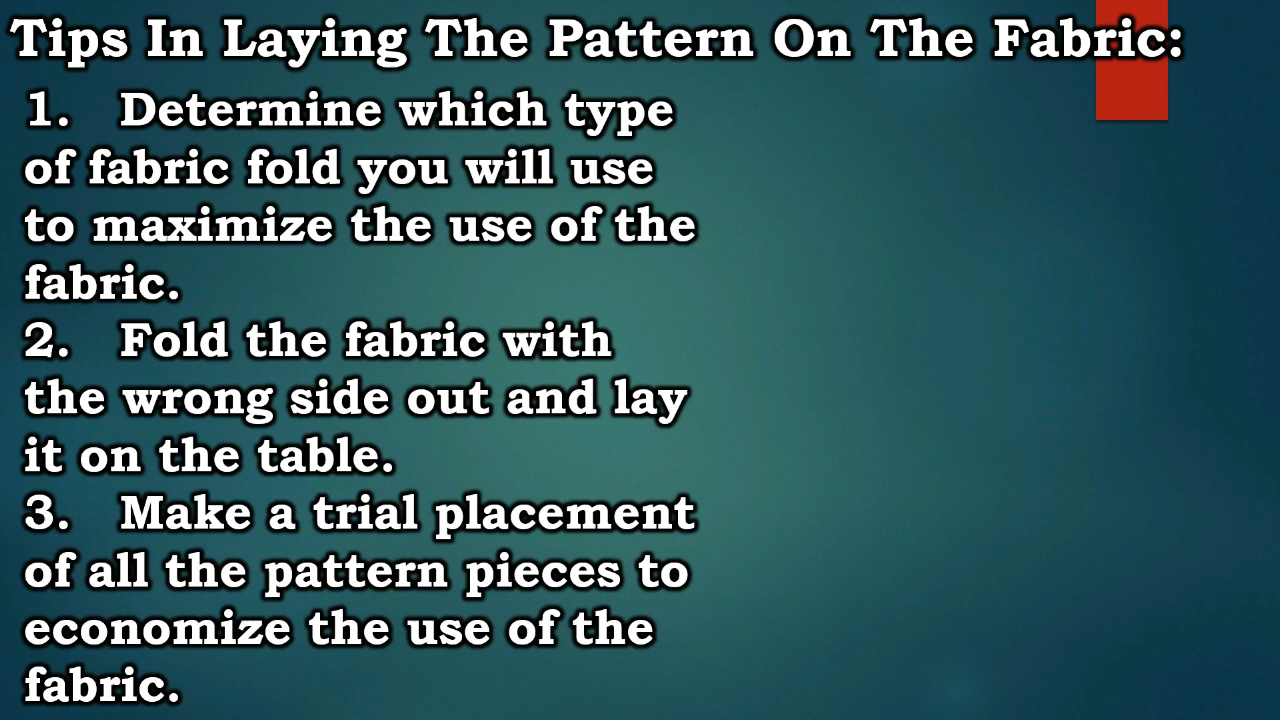 Tips In Laying The Pattern On The Fabric:
1. Determine which type
of fabric fold you will use
to maximize the use of the
fabric.
2. Fold the fabric with
the wrong side out and lay
it on the table.
3. Make a trial placement
of all the pattern pieces to
economize the use of the
fabric.